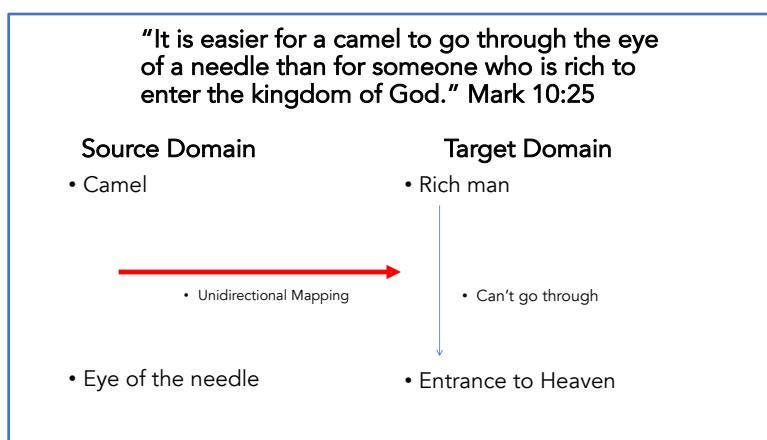 “It is easier for a camel to go through the eye
of a needle than for someone who is rich to
enter the kingdom of God.” Mark 10:25
Source Domain
Target Domain
• Camel
• Rich man
• Unidirectional Mapping
• Can’t go through
• Eye of the needle
• Entrance to Heaven